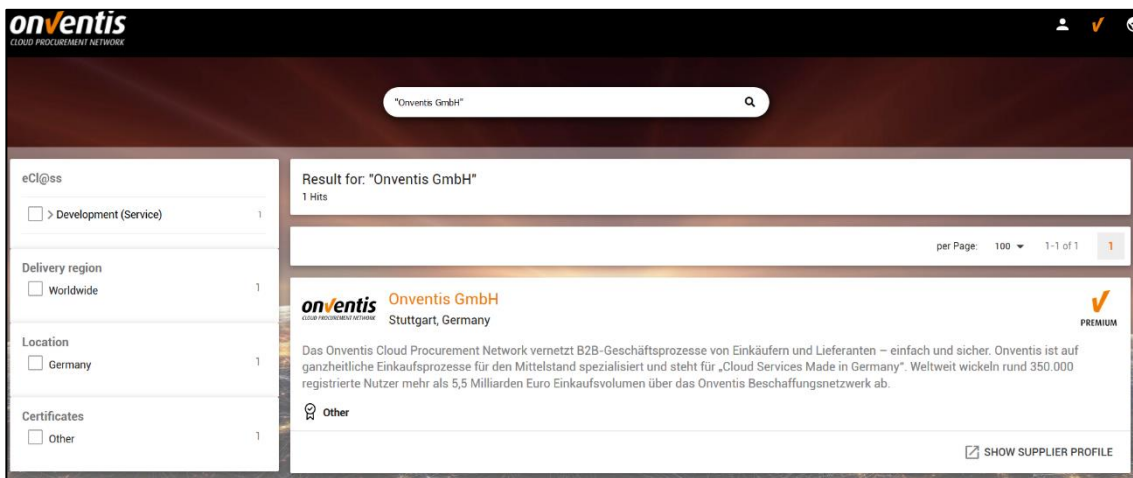 onventis
CLOUD PROCUREMENT NETWORK
"Onventis GmbH"
eCl@ss
> Development (Service) 1
Delivery region
Worldwide 1
Location
Germany 1
Certificates
Other 1
Result for: "Onventis GmbH"
1 Hits
per Page: 100 1-1 of 1 1
onventis
CLOUD PROCUREMENT NETWORK
Onventis GmbH
Stuttgart, Germany
PREMIUM
Das Onventis Cloud Procurement Network vernetzt B2B-Geschäftsprozesse von Einkäufern und Lieferanten – einfach und sicher. Onventis ist auf
ganzheitliche Einkaufsprozesse für den Mittelstand spezialisiert und steht für „Cloud Services Made in Germany“. Weltweit wickeln rund 350.000
registrierte Nutzer mehr als 5,5 Milliarden Euro Einkaufsvolumen über das Onventis Beschaffungsnetzwerk ab.
Other
SHOW SUPPLIER PROFILE